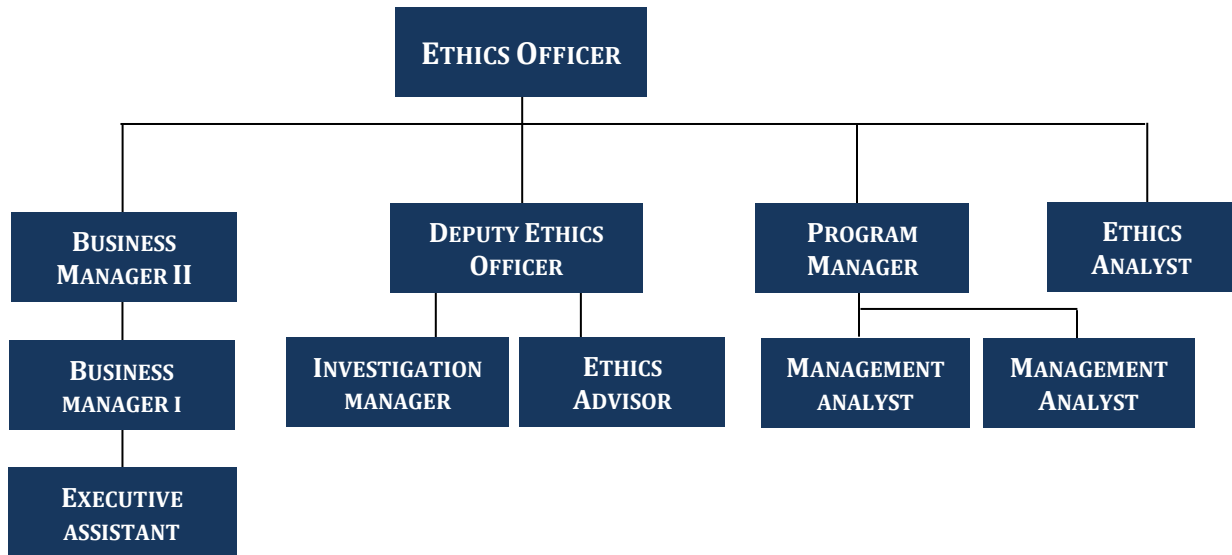 ETHICS OFFICER
BUSINESS
MANAGER II
DEPUTY ETHICS
OFFICER
PROGRAM
MANAGER
ETHICS
ANALYST
BUSINESS
MANAGER I
INVESTIGATION
MANAGER
ETHICS
ADVISOR
MANAGEMENT
ANALYST
MANAGEMENT
ANALYST
EXECUTIVE
ASSISTANT